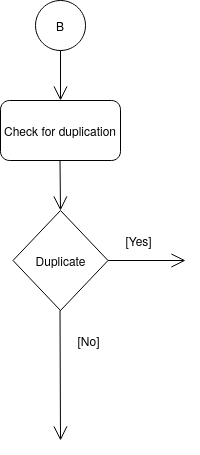 B
Check for duplication
Duplicate
[Yes]
[No]